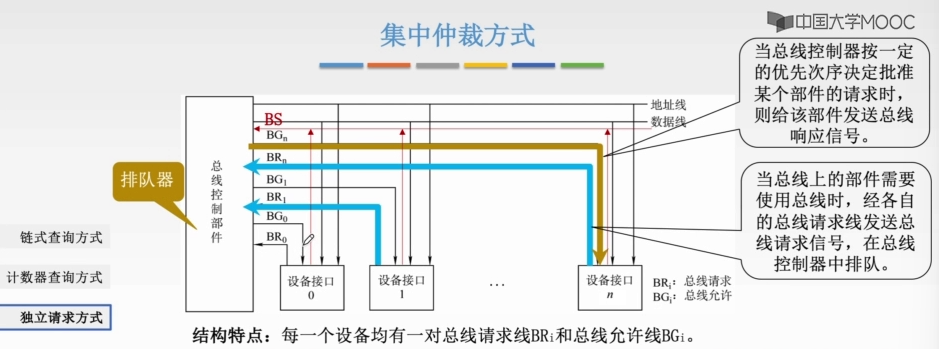 中国大学MOOC
集中仲裁方式
当总线控制器按一定
的优先次序决定批准
某个部件的请求时，
则给该部件发送总线
响应信号。
地址线
数据线
BS
BGn
BRn
BG1
BR1
BG0
BR0
总线控制部件
排队器
当总线上的部件需要
使用总线时，经各自
的总线请求线发送总
线请求信号，在总线
控制器中排队。
链式查询方式
计数器查询方式
独立请求方式
设备接口
0
设备接口
1
...
设备接口
n
BRi：总线请求
BGi：总线允许
结构特点：每一个设备均有一对总线请求线BRi和总线允许线BGi。